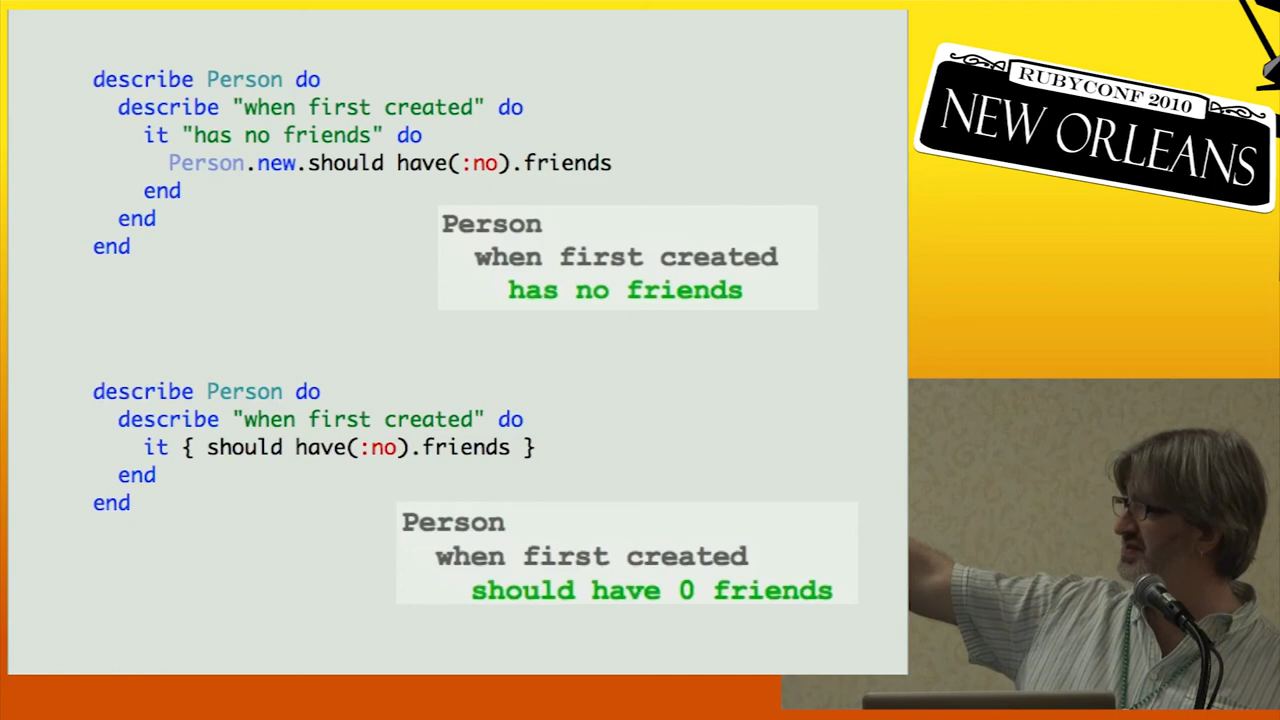 describe Person do
describe "when first created" do
it "has no friends" do
Person.new.should have(:no).friends
end
end
end
Person
when first created
has no friends
describe Person do
describe "when first created" do
it { should have(:no).friends }
end
end
Person
when first created
should have 0 friends
RUBYCONF 2010
NEW ORLEANS